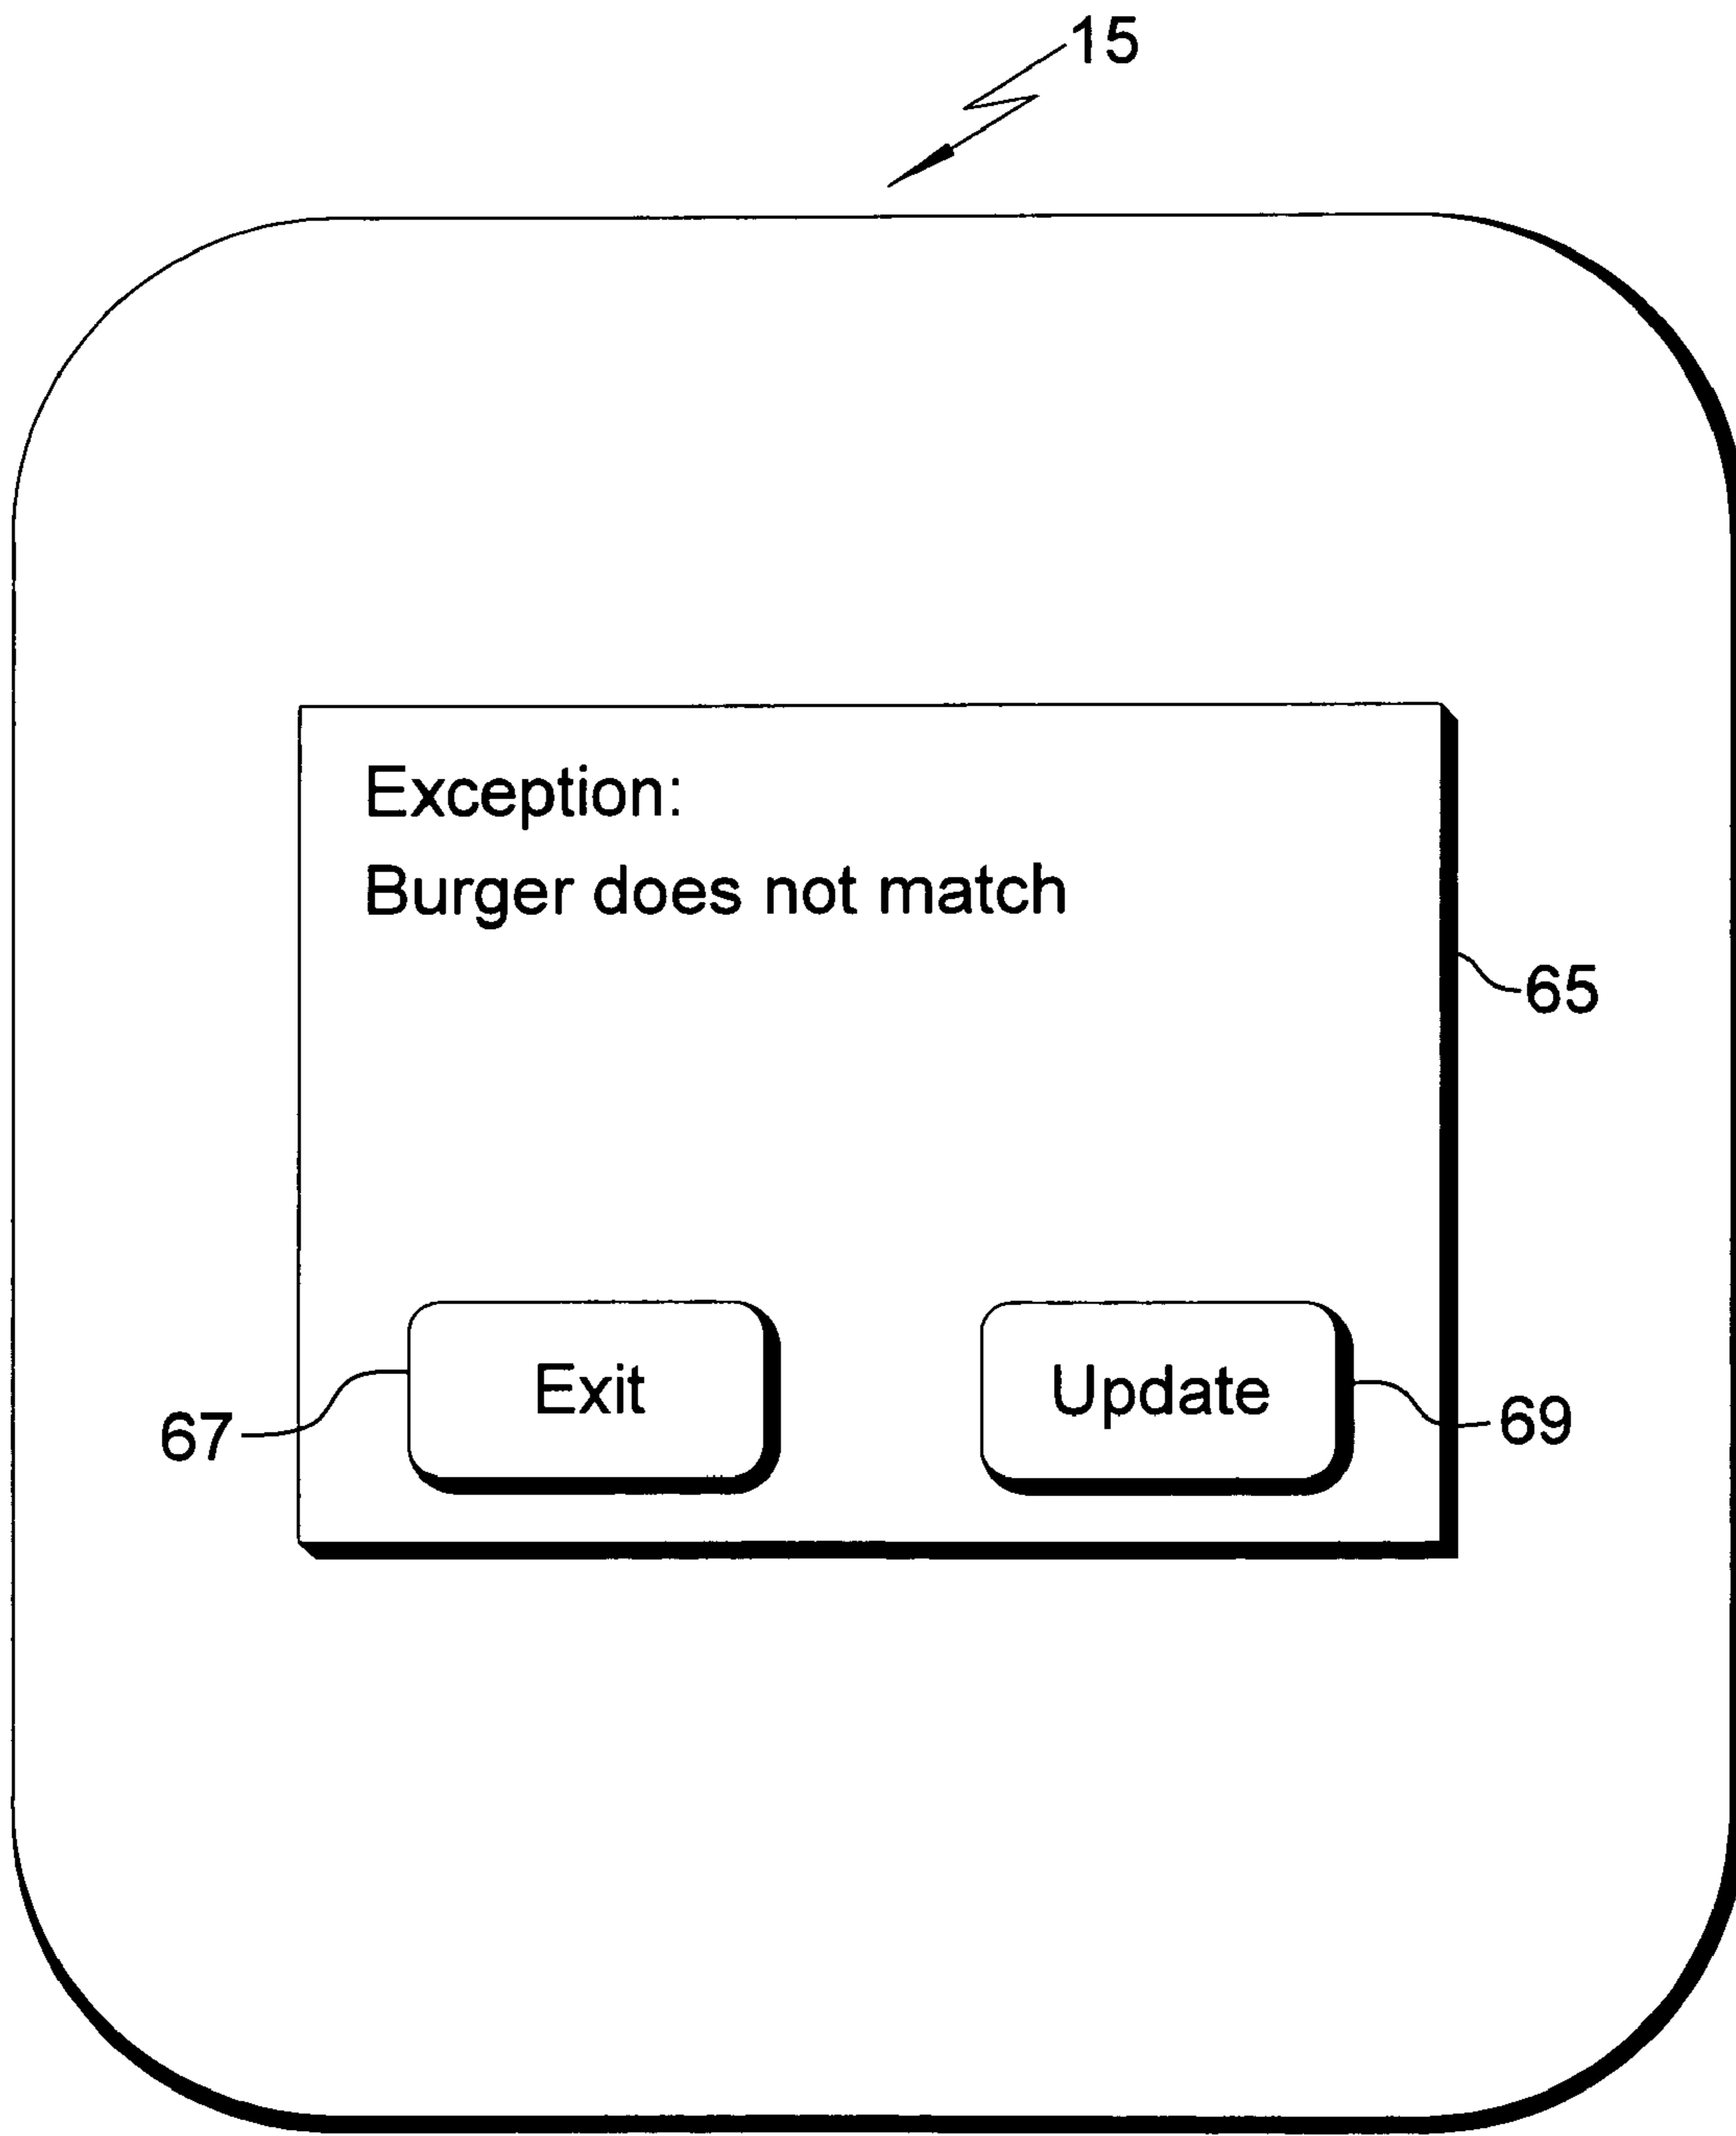 15
Exception:
Burger does not match
65
Exit
Update
67
69